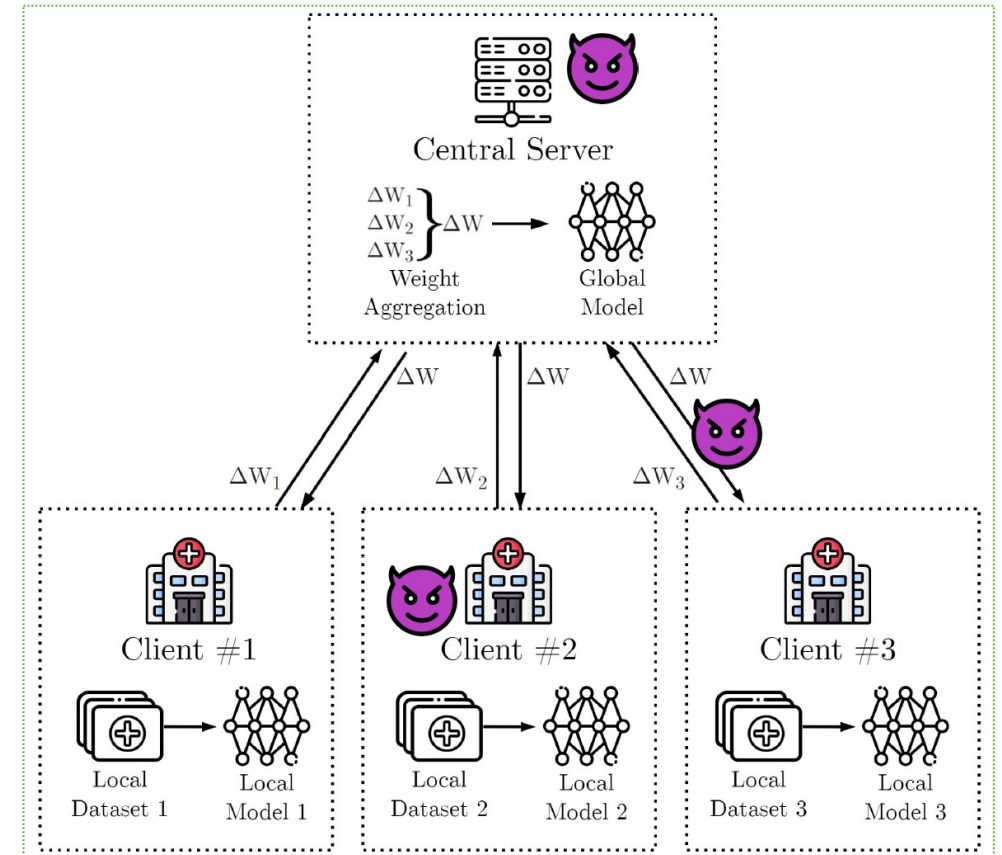 Central Server
ΔW₁
ΔW₂
ΔW₃
ΔW
Weight
Aggregation
Global
Model
ΔW
ΔW
ΔW
ΔW₁
ΔW₂
ΔW₃
Client #1
Local
Dataset 1
Local
Model 1
Client #2
Local
Dataset 2
Local
Model 2
Client #3
Local
Dataset 3
Local
Model 3